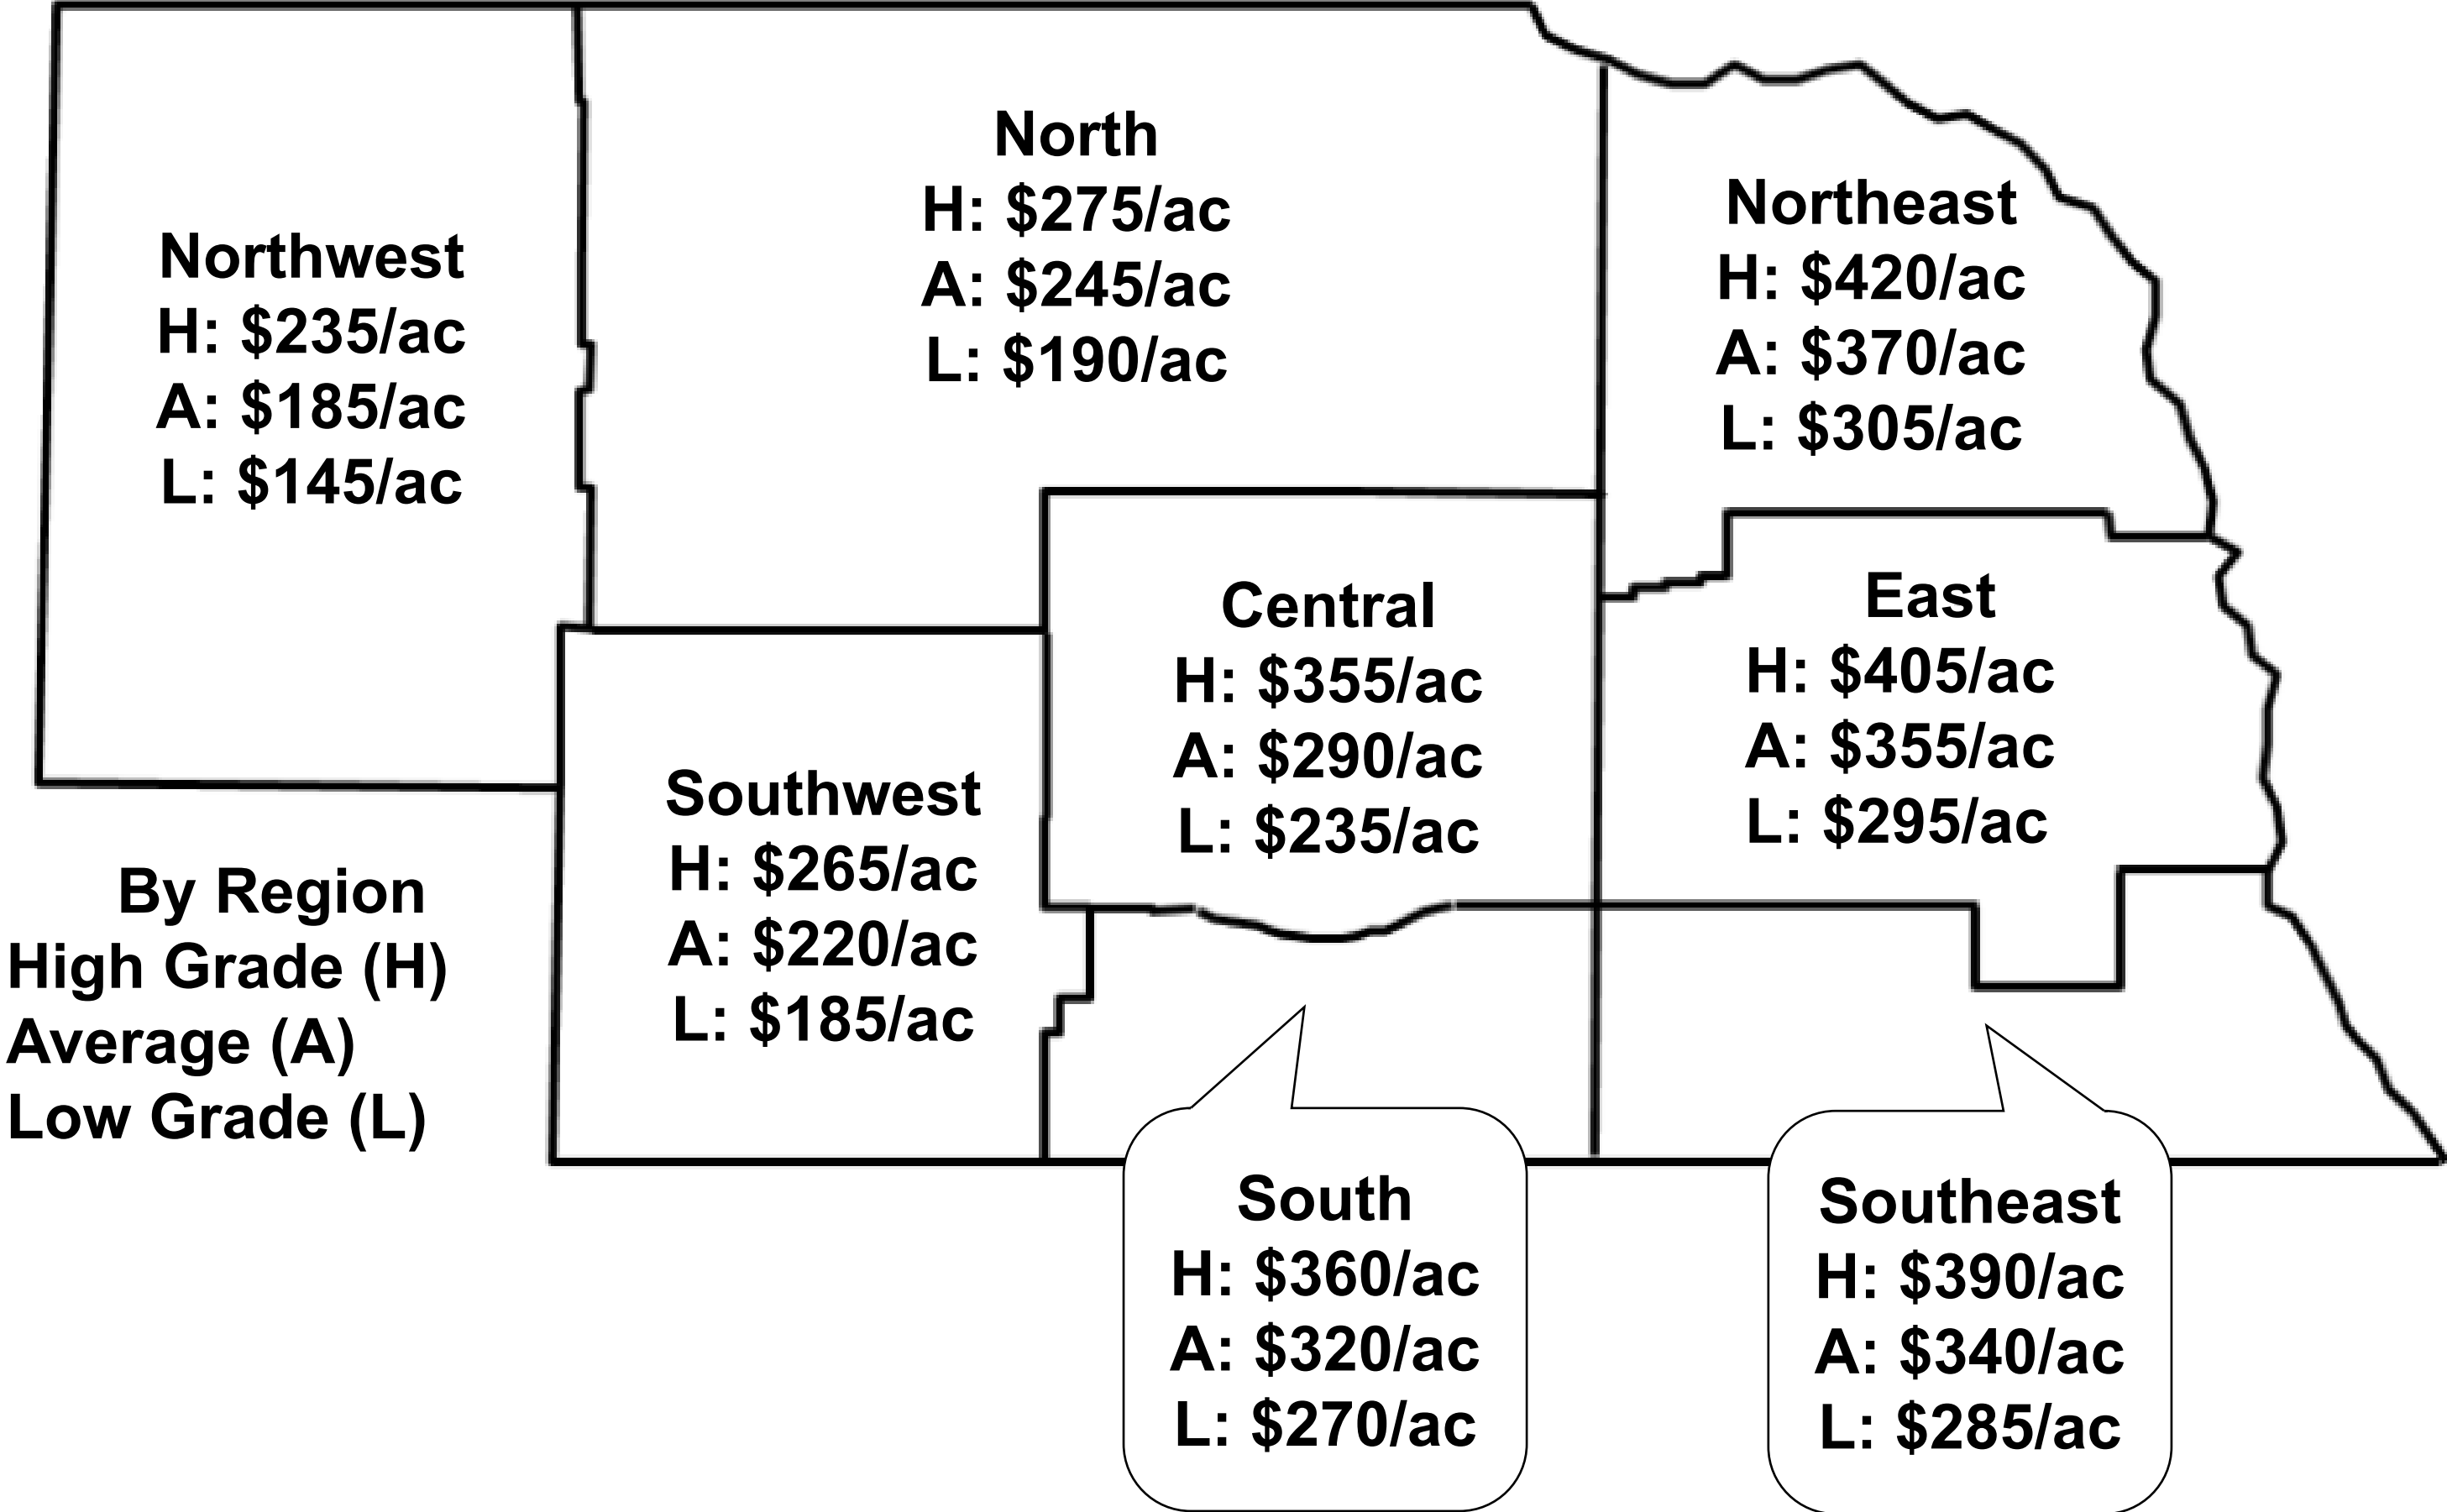 Northwest
H: $235/ac
A: $185/ac
L: $145/ac
North
H: $275/ac
A: $245/ac
L: $190/ac
Northeast
H: $420/ac
A: $370/ac
L: $305/ac
Central
H: $355/ac
A: $290/ac
L: $235/ac
East
H: $405/ac
A: $355/ac
L: $295/ac
Southwest
H: $265/ac
A: $220/ac
L: $185/ac
By Region
High Grade (H)
Average (A)
Low Grade (L)
South
H: $360/ac
A: $320/ac
L: $270/ac
Southeast
H: $390/ac
A: $340/ac
L: $285/ac